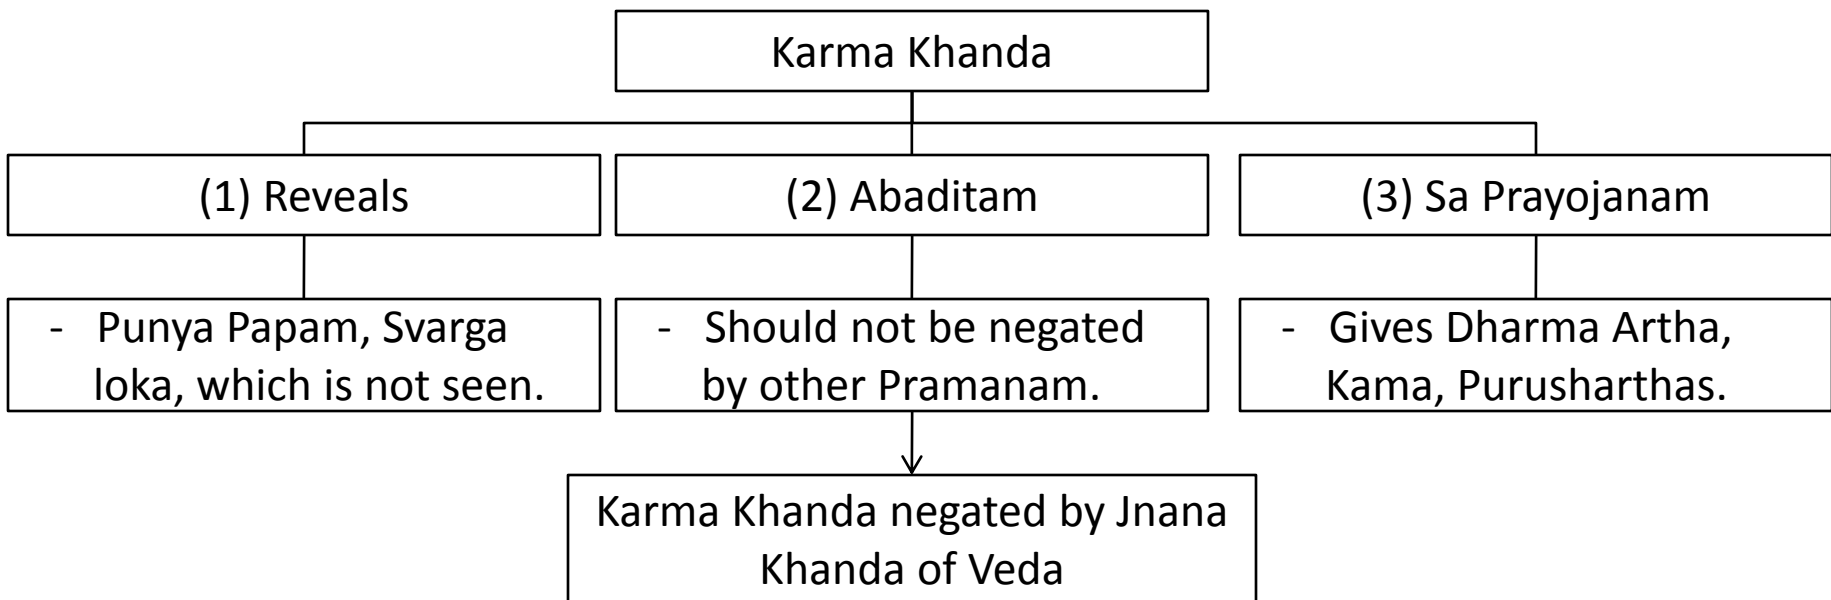 Karma Khanda
(1) Reveals
(2) Abaditam
(3) Sa Prayojanam
- Punya Papam, Svarga
loka, which is not seen.
- Should not be negated
by other Pramanam.
- Gives Dharma Artha,
Kama, Purusharthas.
Karma Khanda negated by Jnana
Khanda of Veda